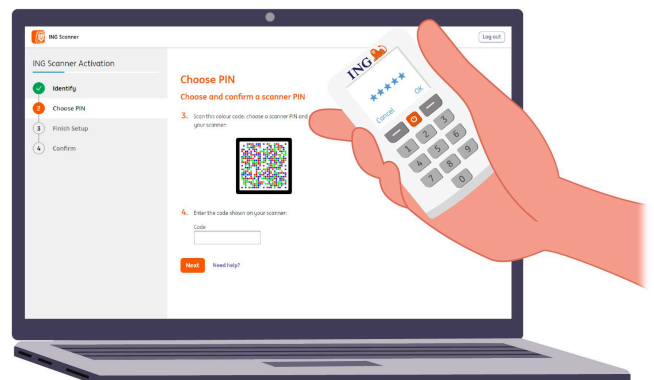 ING Scanner
Log out
ING Scanner Activation
Identify
2 Choose PIN
3 Finish Setup
4 Confirm
Choose PIN
Choose and confirm a scanner PIN
3. Scan this colour code, choose a scanner PIN and
your scanner:
4. Enter the code shown on your scanner:
Code
Next Need help?
ING
*****
Cancel OK
1 2 3
4 5 6
7 8 9
0